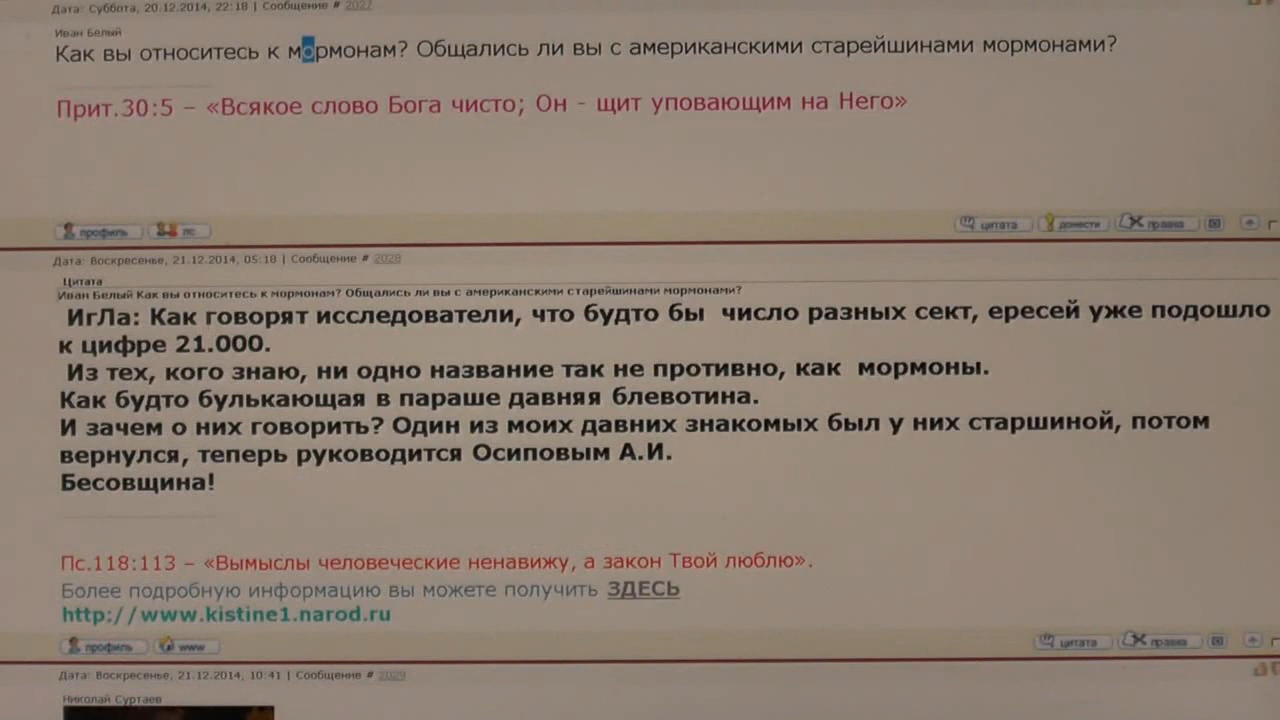 Дата: Суббота, 20.12.2014, 22:18 | Сообщение # 2027
Иван Белый
Как вы относитесь к мормонам? Общались ли вы с американскими старейшинами мормонами?
Прит.30:5 – «Всякое слово Бога чисто; Он - щит уповающим на Него»
профиль лс цитата донести правка
Дата: Воскресенье, 21.12.2014, 05:18 | Сообщение # 2028
Цитата
Иван Белый Как вы относитесь к мормонам? Общались ли вы с американскими старейшинами мормонами?
ИгЛа: Как говорят исследователи, что будто бы число разных сект, ересей уже подошло
к цифре 21.000.
Из тех, кого знаю, ни одно название так не противно, как мормоны.
Как будто булькающая в параше давняя блевотина.
И зачем о них говорить? Один из моих давних знакомых был у них старшиной, потом
вернулся, теперь руководится Осиповым А.И.
Бесовщина!
Пс.118:113 – «Вымыслы человеческие ненавижу, а закон Твой люблю».
Более подробную информацию вы можете получить ЗДЕСЬ
http://www.kistine1.narod.ru
профиль www цитата правка
Дата: Воскресенье, 21.12.2014, 10:41 | Сообщение # 2029
Николай Суртаев